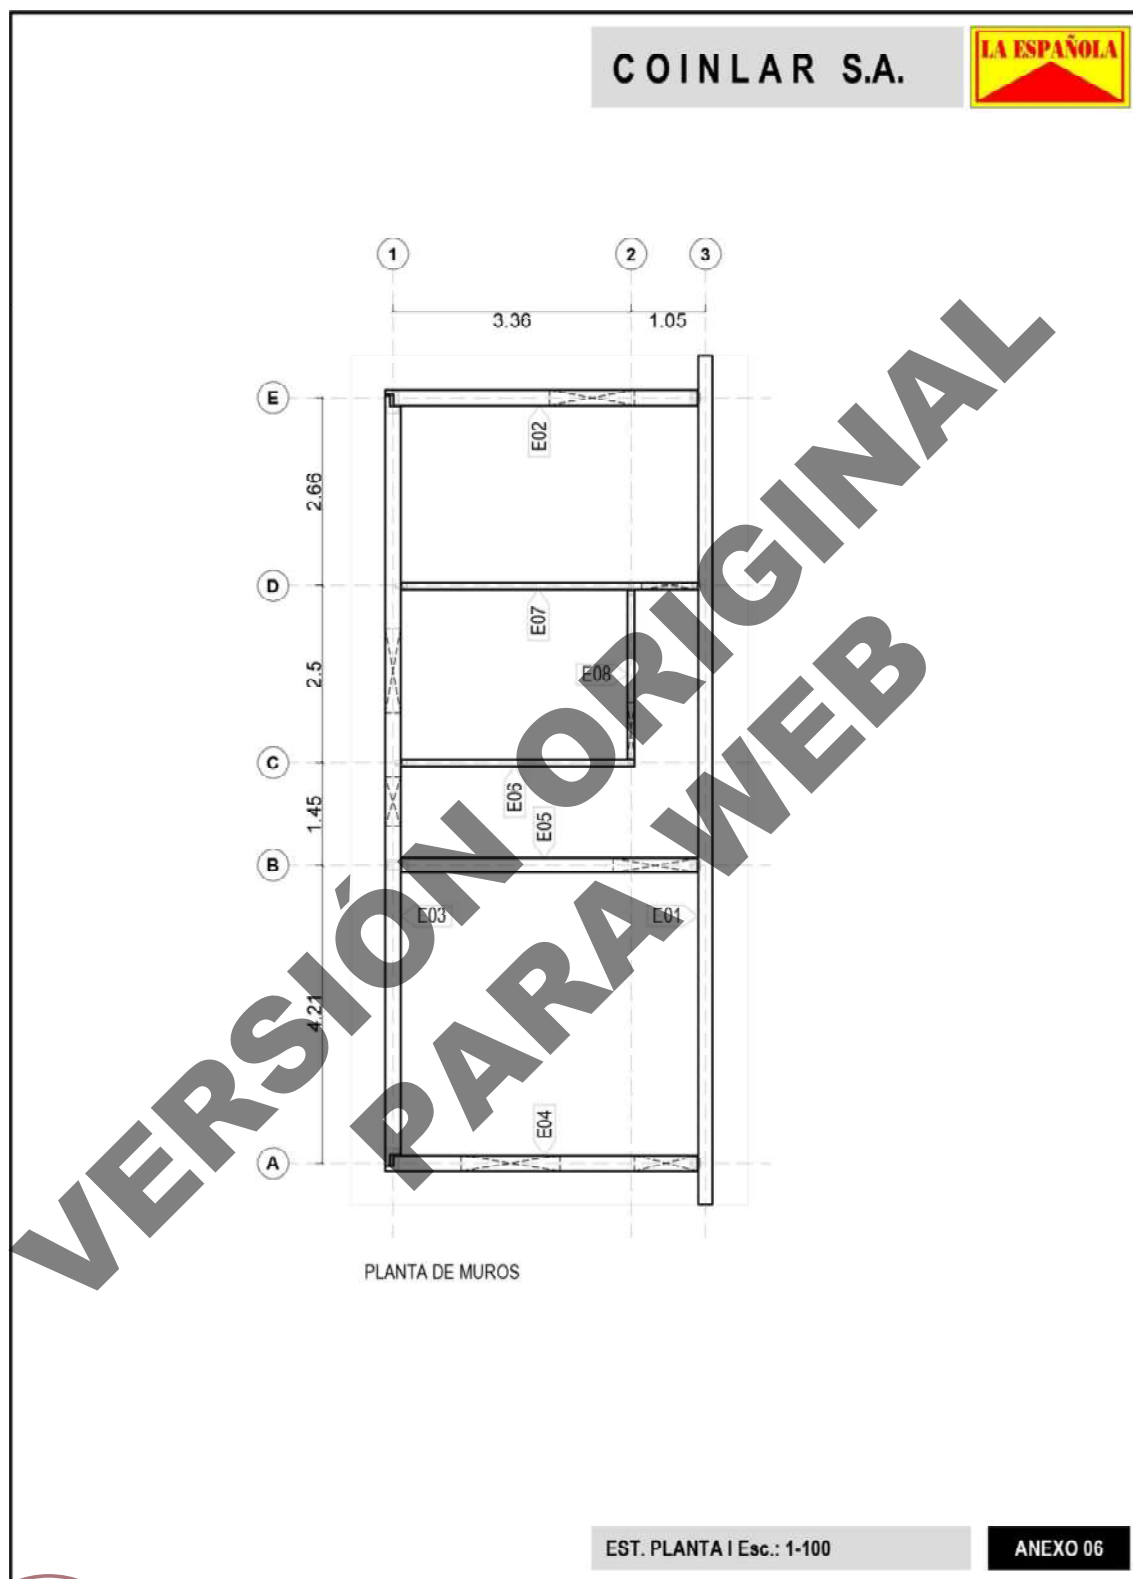 COINLAR S.A.
LA ESPAÑOLA
1
2
3
3.36
1.05
E
E02
2.66
D
E07
2.5
E08
C
E06
1.45
E05
B
E03
E01
4.21
E04
A
VERSIÓN ORIGINAL
PARA WEB
PLANTA DE MUROS
EST. PLANTA I Esc.: 1-100
ANEXO 06